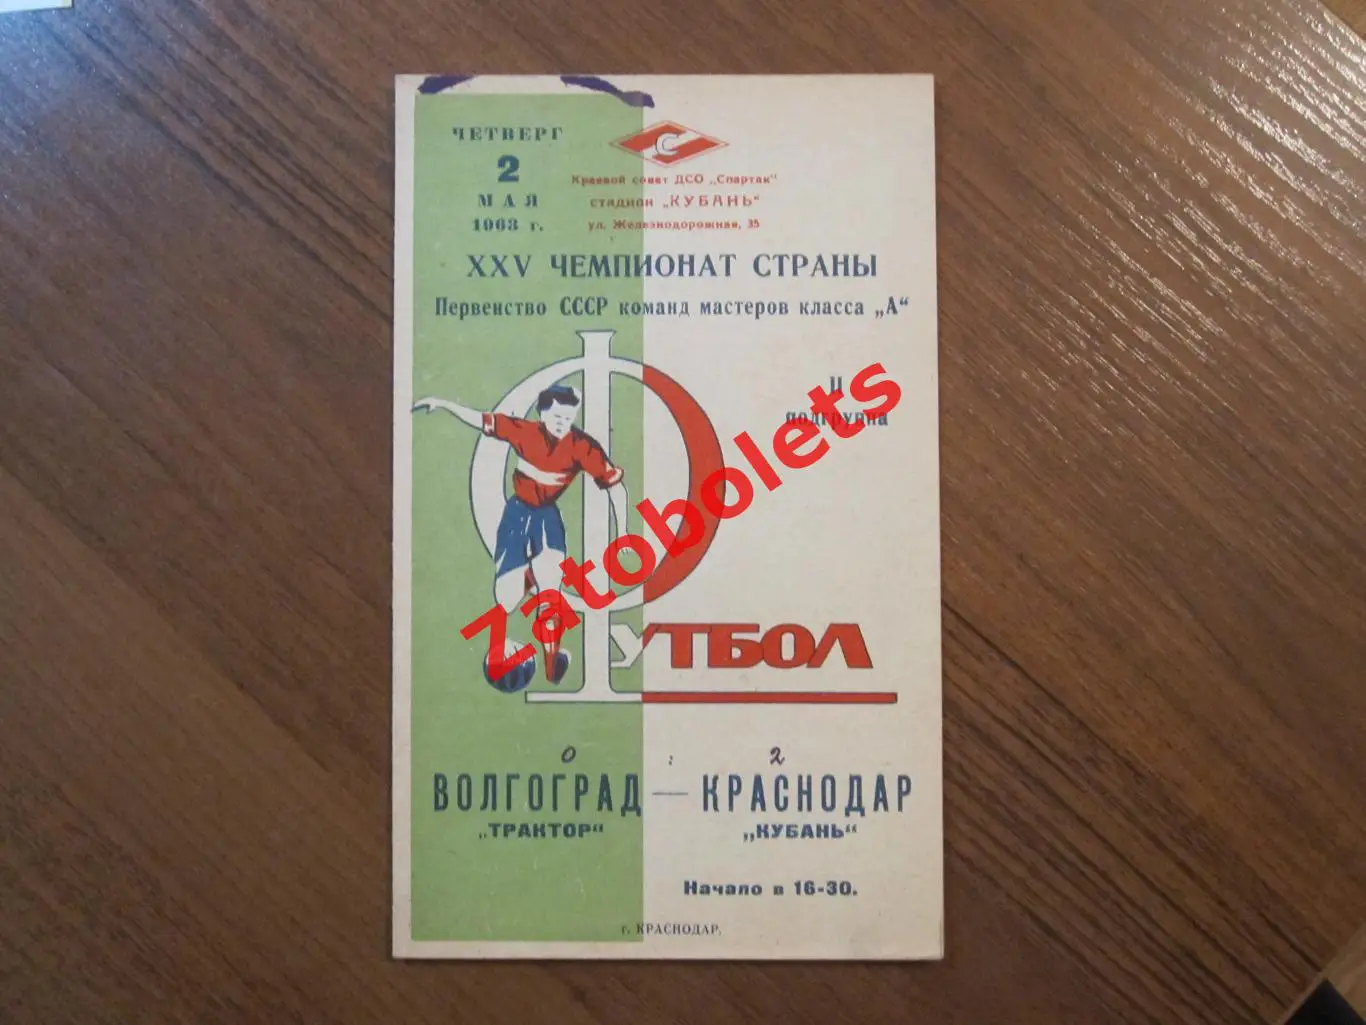 ЧЕТВЕРГ
2
МАЯ
1963 г.
С
Краевой совет ДСО „Спартак“
СТАДИОН „КУБАНЬ“
ул. Железнодорожная, 35
XXV ЧЕМПИОНАТ СТРАНЫ
Первенство СССР команд мастеров класса „А“
II
подгруппа
ФУТБОЛ
Zatobolets
0 : 2
ВОЛГОГРАД — КРАСНОДАР
„ТРАКТОР“ „КУБАНЬ“
Начало в 16-30.
г. КРАСНОДАР.